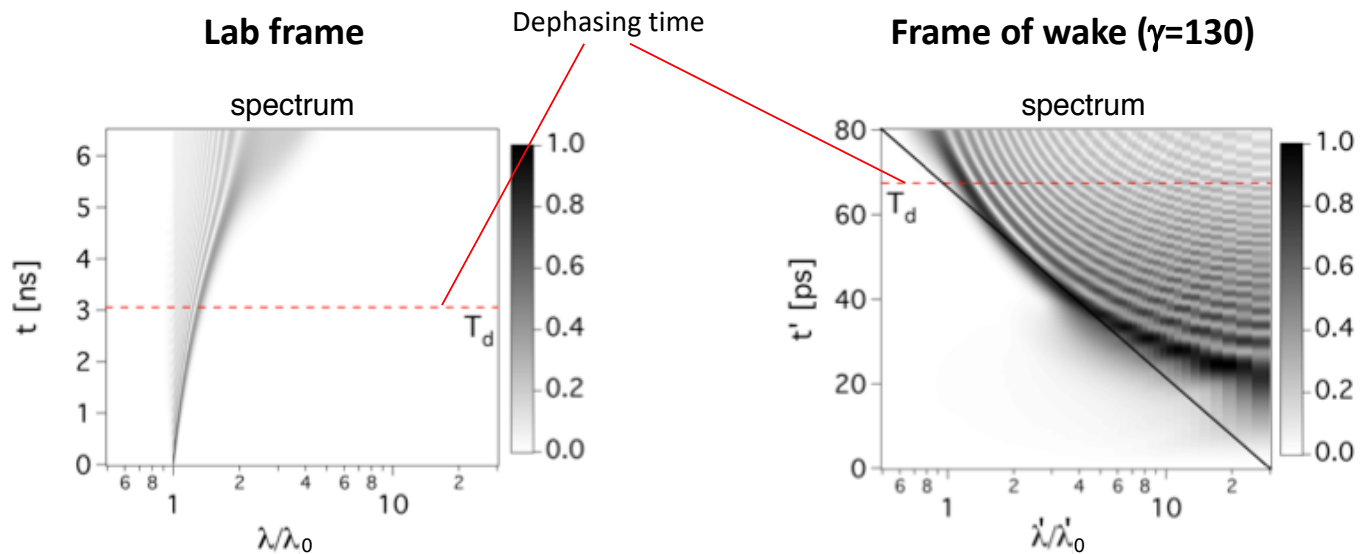 Lab frame
Dephasing time
Frame of wake (γ=130)
spectrum
6
5
4
3
2
1
0
t [ns]
T_d
6 8 1 2 4 6 8 10 2
λ/λ₀
1.0
0.8
0.6
0.4
0.2
0.0
spectrum
80
60
40
20
0
t' [ps]
T_d
6 8 1 2 4 6 8 10 2
λ'/λ'₀
1.0
0.8
0.6
0.4
0.2
0.0